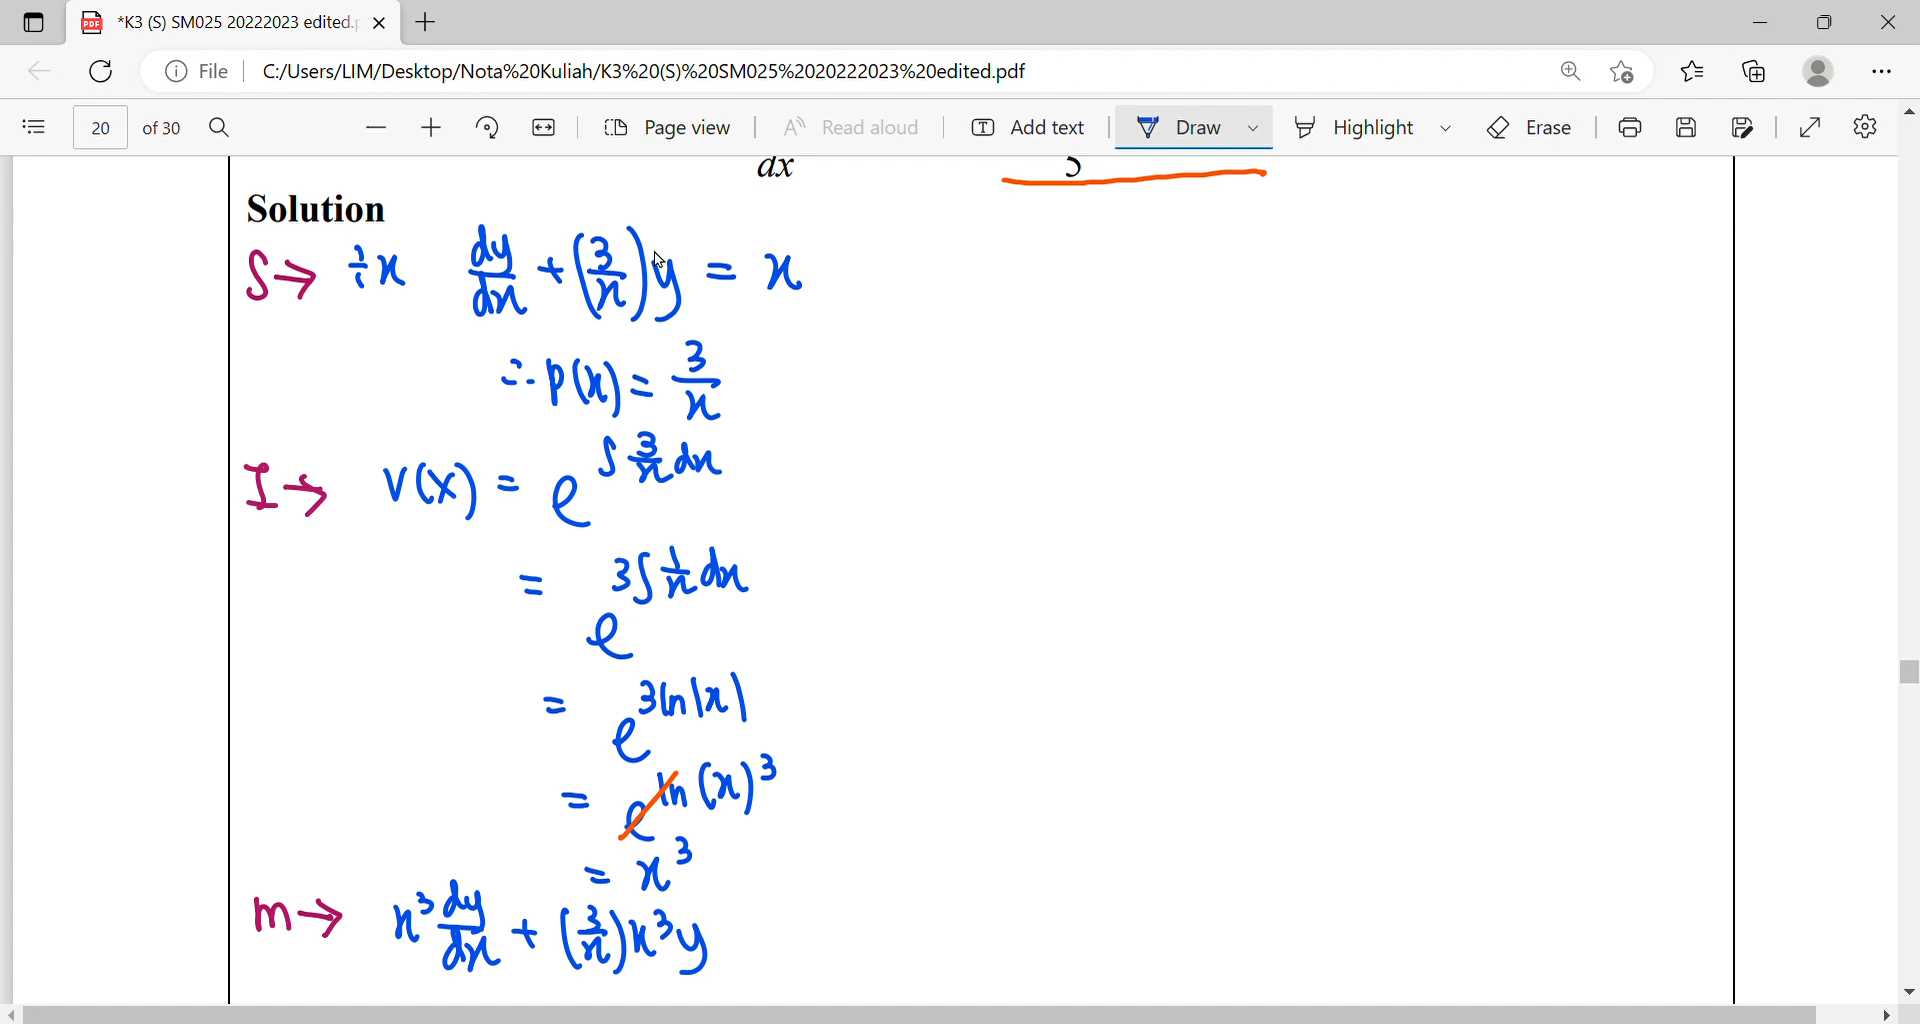 *K3 (S) SM025 20222023 edited.p
File C:/Users/LIM/Desktop/Nota%20Kuliah/K3%20(S)%20SM025%2020222023%20edited.pdf
20 of 30 Page view Read aloud Add text Draw Highlight Erase
dx 5
Solution
S → ÷x dy/dx + (3/x)y = x
∴ P(x) = 3/x
I → V(x) = e^∫3/x dx
= e^3∫1/x dx
= e^3ln|x|
= e^ln(x)^3
= x^3
m → x^3 dy/dx + (3/x)x^3y